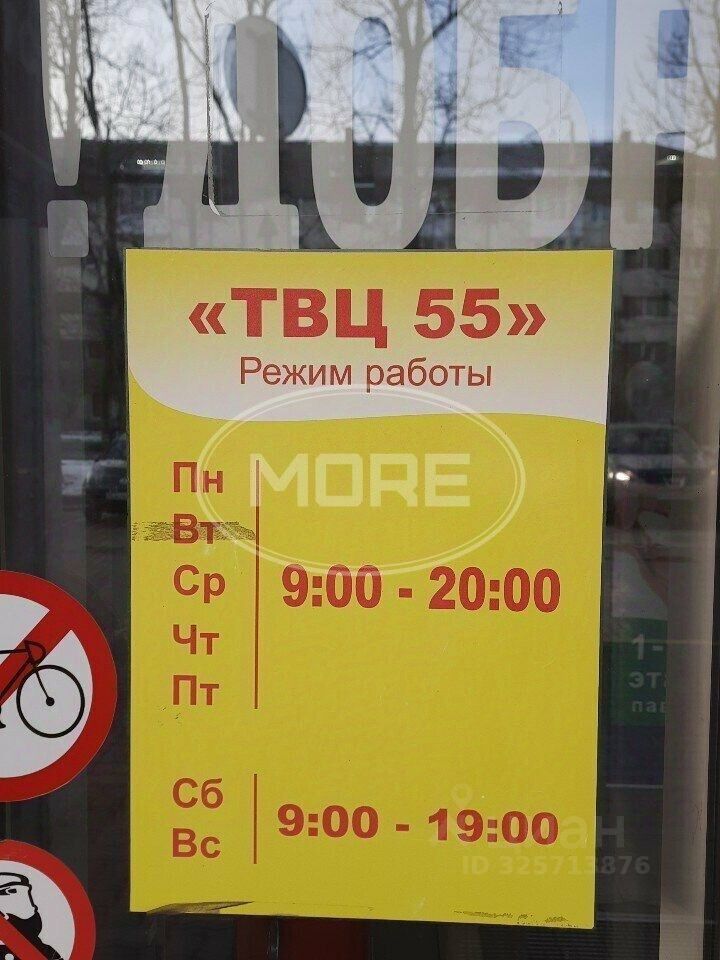 «ТВЦ 55»
Режим работы
MORE
Пн
Вт
Ср
Чт
Пт
9:00 - 20:00
Сб
Вс
9:00 - 19:00
ID 325713876